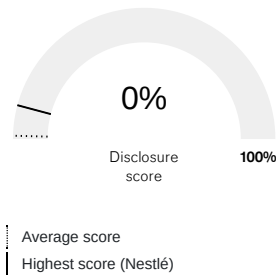 0%
Disclosure
score
100%
Average score
Highest score (Nestlé)